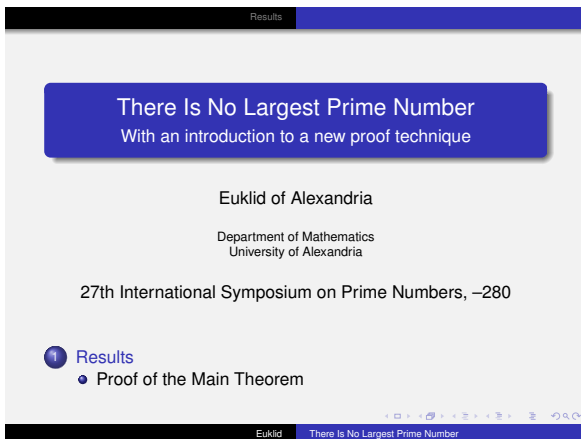 Results
There Is No Largest Prime Number
With an introduction to a new proof technique
Euklid of Alexandria
Department of Mathematics
University of Alexandria
27th International Symposium on Prime Numbers, –280
1 Results
Proof of the Main Theorem
Euklid There Is No Largest Prime Number